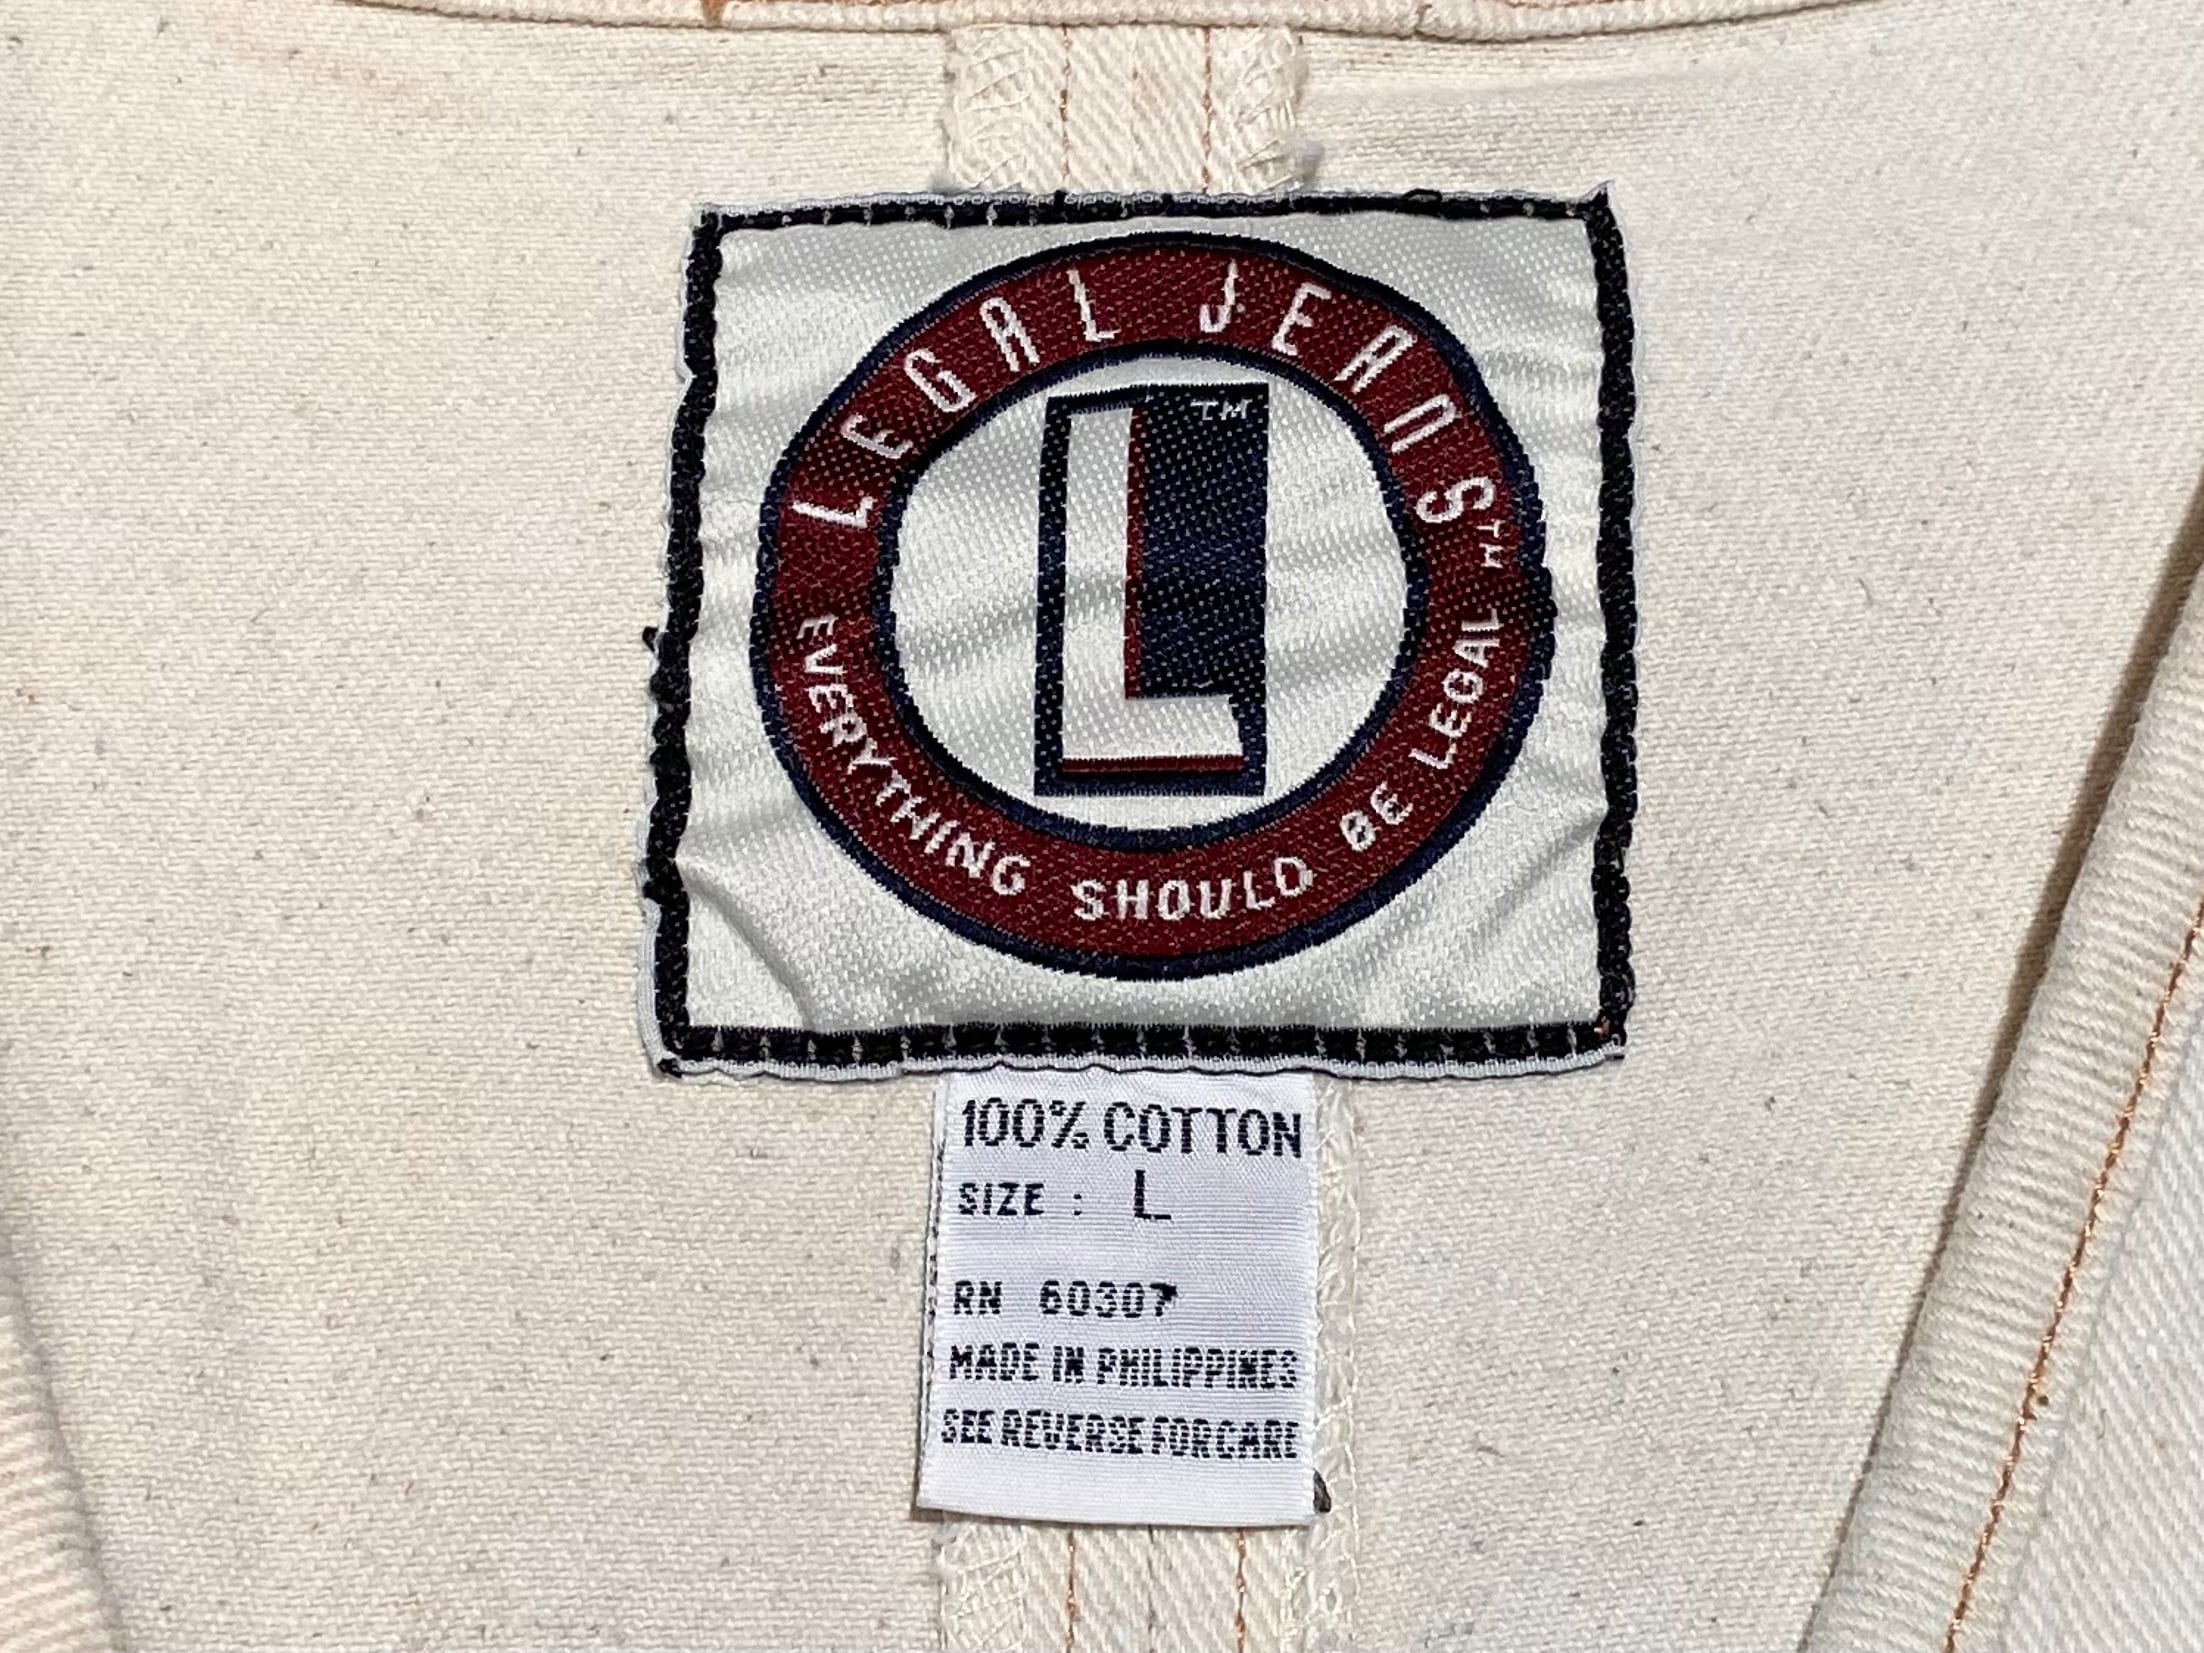 LEGAL JEANS™
L™
EVERYTHING SHOULD BE LEGAL
100% COTTON
SIZE : L
RN 60307
MADE IN PHILIPPINES
SEE REVERSE FOR CARE